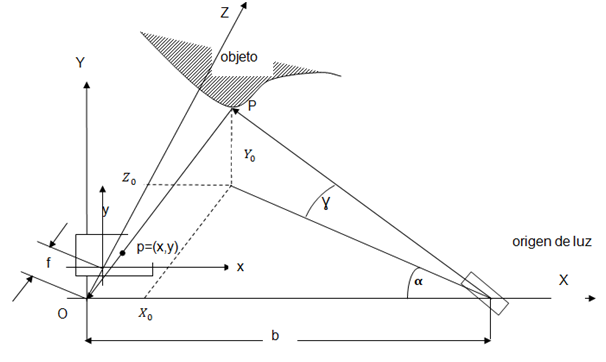 Z
objeto
Y
P
Y₀
Z₀
y
ɣ
p=(x,y)
origen de luz
f
x
α
X
O
X₀
b